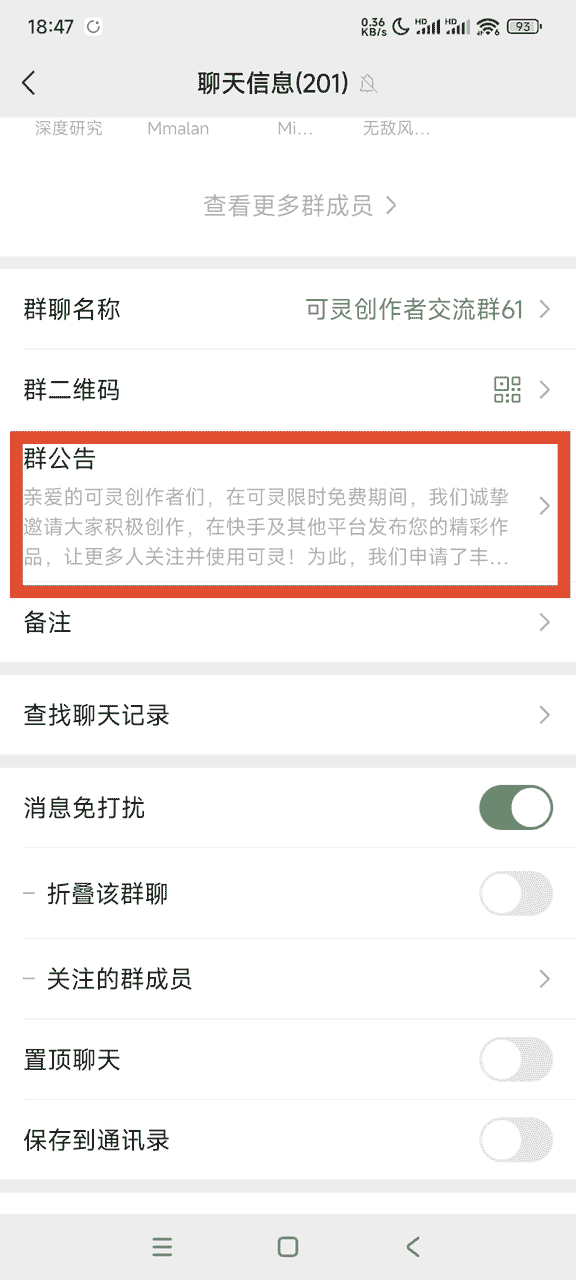 18:47 0.36 KB/s HD HD 6 93
聊天信息(201)
深度研究 Mmalan Mi... 无敌风...
查看更多群成员
群聊名称 可灵创作者交流群61
群二维码
群公告
亲爱的可灵创作者们，在可灵限时免费期间，我们诚挚
邀请大家积极创作，在快手及其他平台发布您的精彩作
品，让更多人关注并使用可灵！为此，我们申请了丰...
备注
查找聊天记录
消息免打扰
折叠该群聊
关注的群成员
置顶聊天
保存到通讯录